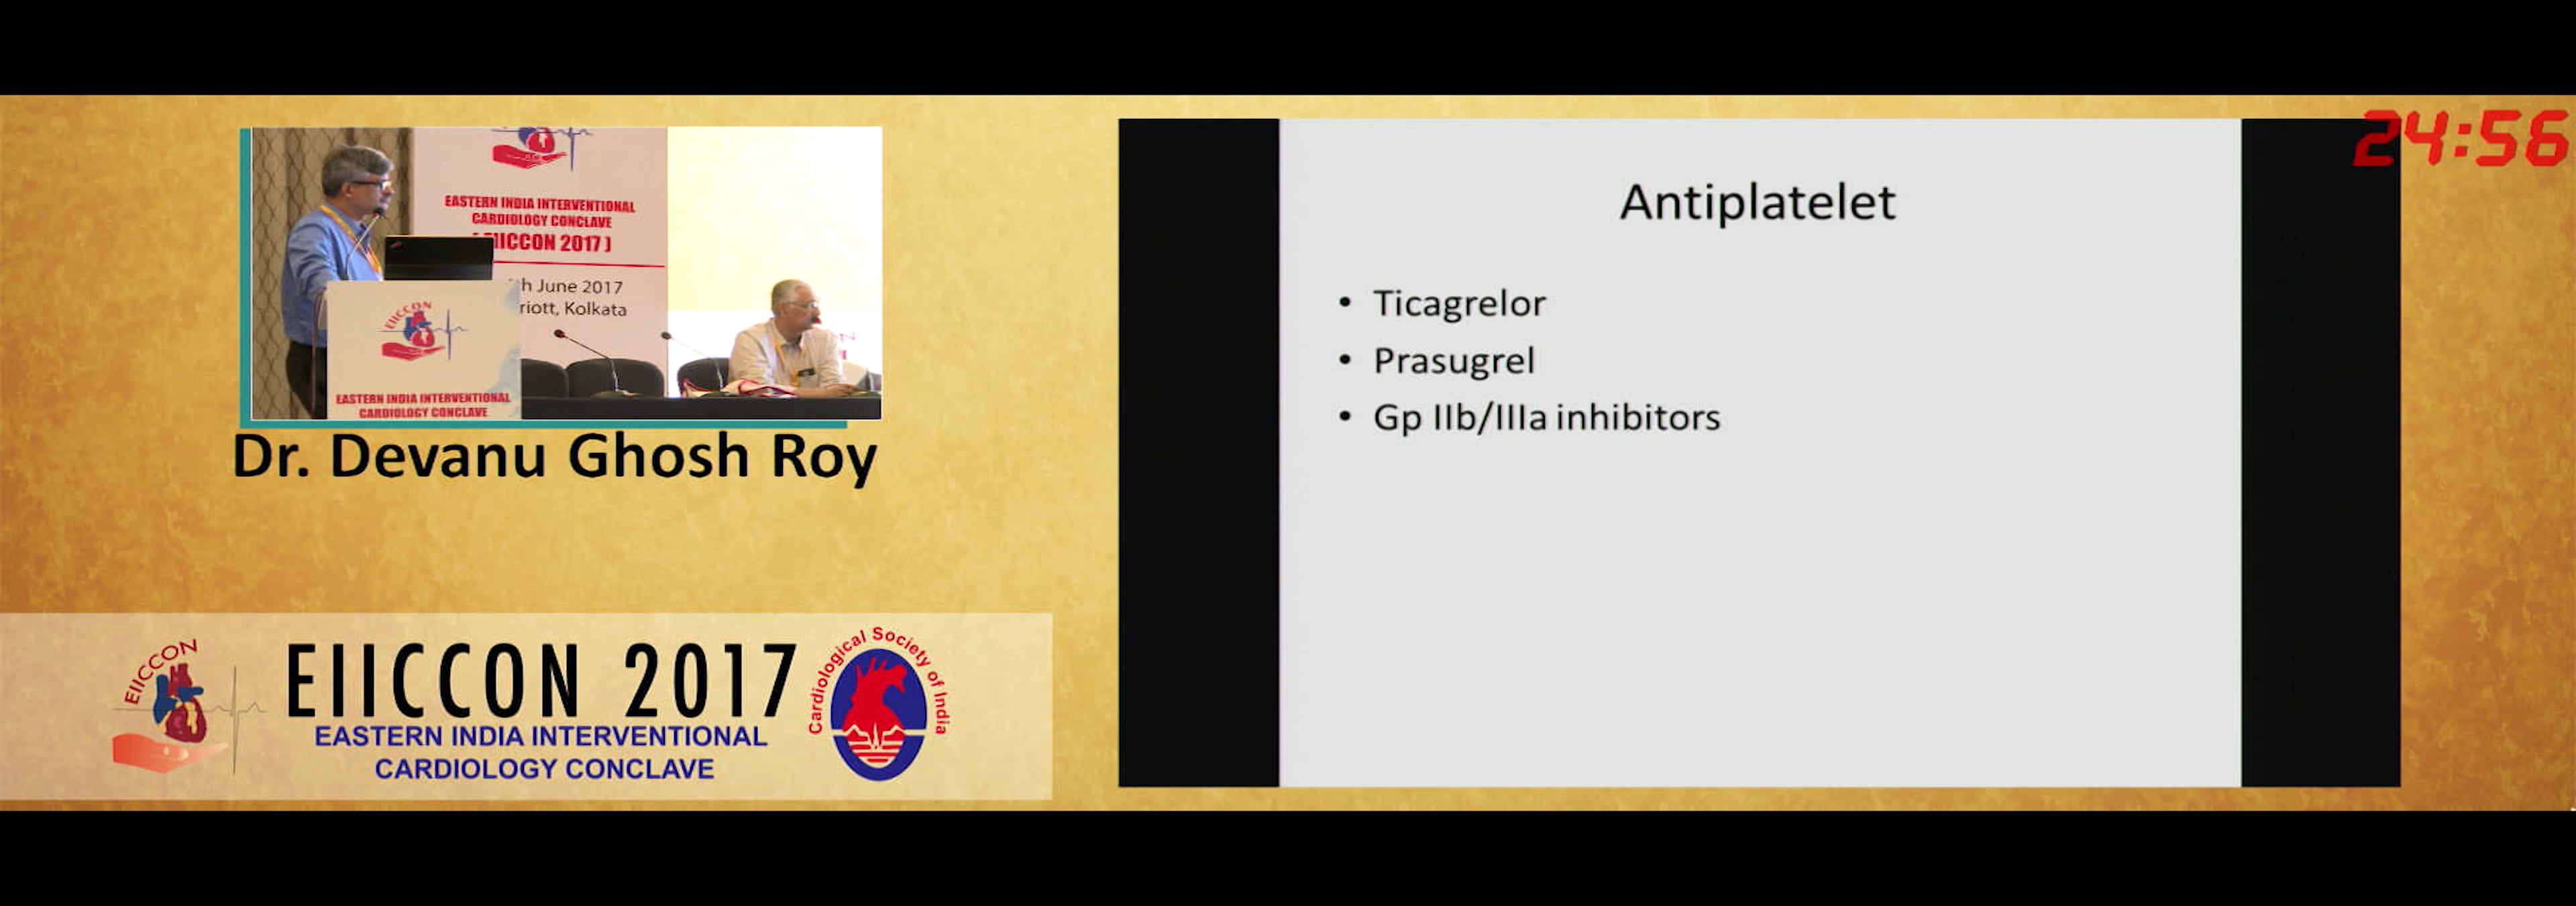 24:56
EASTERN INDIA INTERVENTIONAL
CARDIOLOGY CONCLAVE
IICCON 2017 )
th June 2017
riott, Kolkata
EIICCON
EASTERN INDIA INTERVENTIONAL
CARDIOLOGY CONCLAVE
Dr. Devanu Ghosh Roy
Antiplatelet
• Ticagrelor
• Prasugrel
• Gp IIb/IIIa inhibitors
EIICCON
EIICCON 2017
EASTERN INDIA INTERVENTIONAL
CARDIOLOGY CONCLAVE
Cardiological Society of India